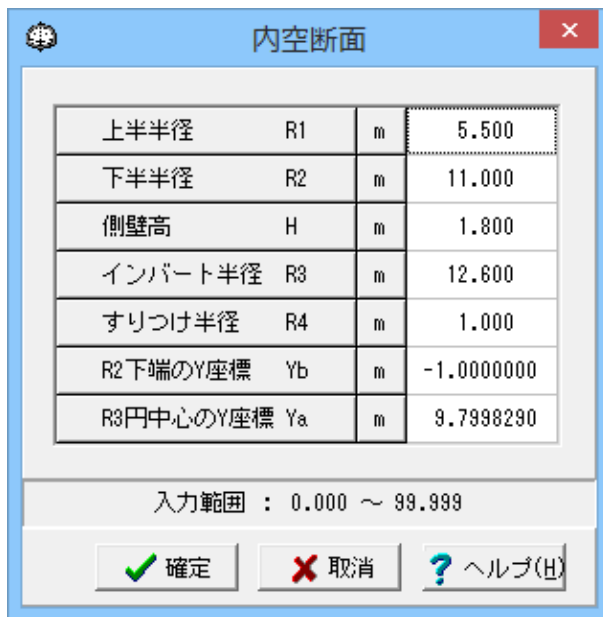 内空断面
上半半径 R1 m 5.500
下半半径 R2 m 11.000
側壁高 H m 1.800
インバート半径 R3 m 12.600
すりつけ半径 R4 m 1.000
R2下端のY座標 Yb m -1.0000000
R3円中心のY座標 Ya m 9.7998290
入力範囲 : 0.000 ～ 99.999
確定 取消 ヘルプ(H)